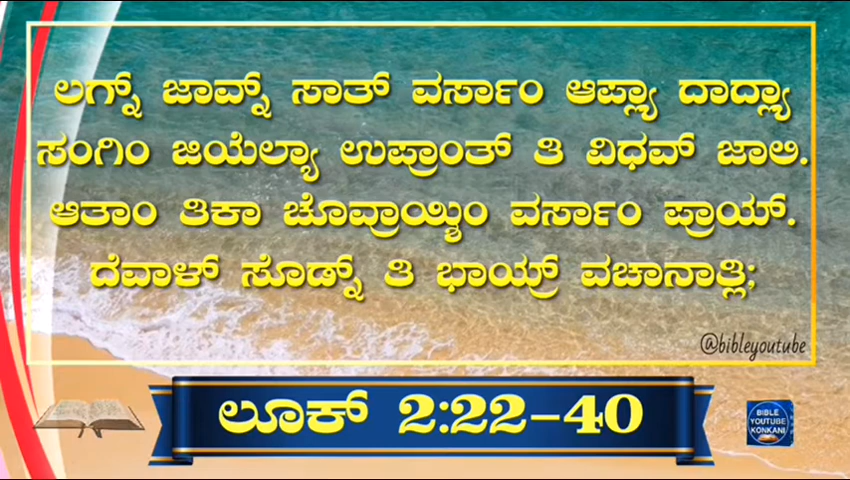 ಲಗ್ನ್ ಜಾವ್ನ್ ಸಾತ್ ವರ್ಸಾಂ ಆಪ್ಲ್ಯಾ ದಾದ್ಲ್ಯಾ
ಸಂಗಿಂ ಜಿಯೆಲ್ಯಾ ಉಪ್ರಾಂತ್ ತಿ ವಿಧವ್ ಜಾಲಿ.
ಆತಾಂ ತಿಕಾ ಚೊವ್ರಾಯ್ಶಿಂ ವರ್ಸಾಂ ಪ್ರಾಯ್.
ದೆವಾಳ್ ಸೊಡ್ನ್ ತಿ ಭಾಯ್ರ್ ವಚಾನಾತ್ಲಿ;
@bibleyoutube
ಲೂಕ್ 2:22-40
BIBLE
YOUTUBE
KONKANI